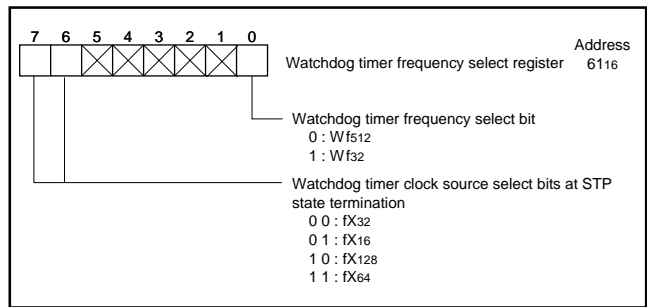 7 6 5 4 3 2 1 0
Address
Watchdog timer frequency select register 6116
Watchdog timer frequency select bit
0 : Wf512
1 : Wf32
Watchdog timer clock source select bits at STP
state termination
0 0 : fX32
0 1 : fX16
1 0 : fX128
1 1 : fX64